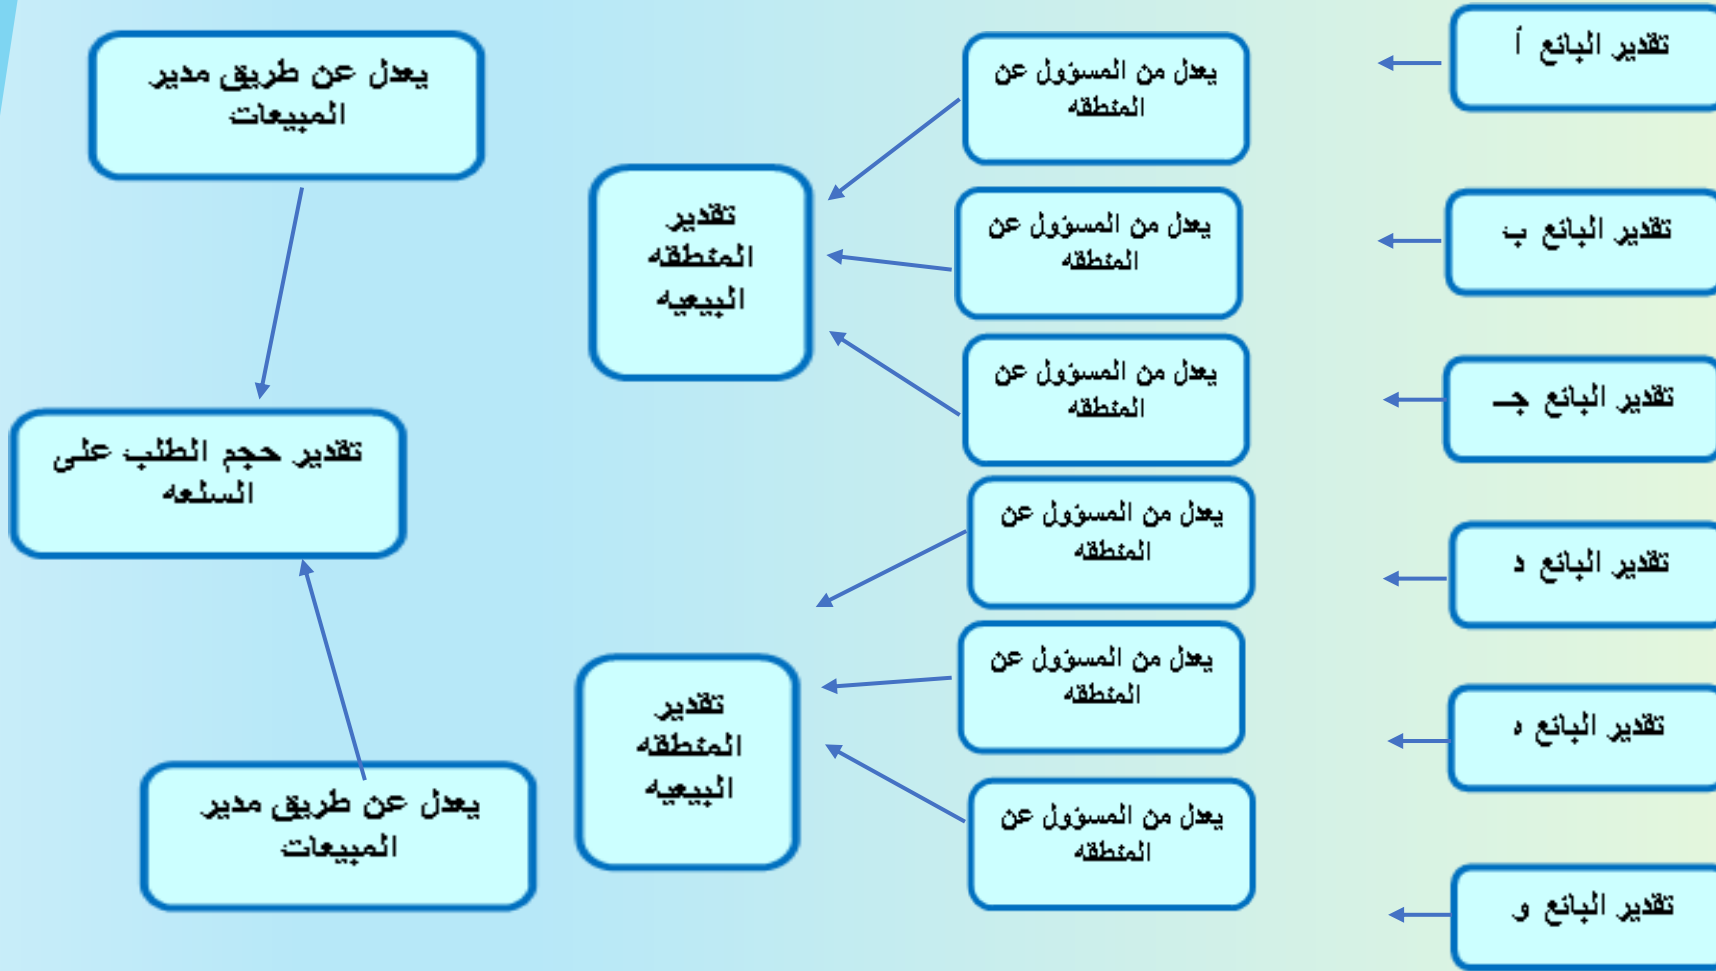 تقدير البائع أ
تقدير البائع ب
تقدير البائع جـ
تقدير البائع د
تقدير البائع ه
تقدير البائع و
يعدل من المسؤول عن
المنطقه
يعدل من المسؤول عن
المنطقه
يعدل من المسؤول عن
المنطقه
يعدل من المسؤول عن
المنطقه
يعدل من المسؤول عن
المنطقه
يعدل من المسؤول عن
المنطقه
تقدير
المنطقه
البيعيه
تقدير
المنطقه
البيعيه
يعدل عن طريق مدير
المبيعات
تقدير حجم الطلب على
السلعه
يعدل عن طريق مدير
المبيعات